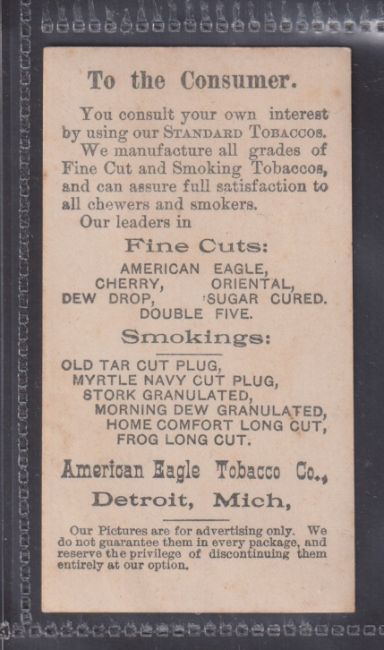 To the Consumer.
You consult your own interest
by using our STANDARD TOBACCOS.
We manufacture all grades of
Fine Cut and Smoking Tobaccos,
and can assure full satisfaction to
all chewers and smokers.
Our leaders in
Fine Cuts:
AMERICAN EAGLE,
CHERRY, ORIENTAL,
DEW DROP, SUGAR CURED.
DOUBLE FIVE.
Smokings:
OLD TAR CUT PLUG,
MYRTLE NAVY CUT PLUG,
STORK GRANULATED,
MORNING DEW GRANULATED,
HOME COMFORT LONG CUT,
FROG LONG CUT.
American Eagle Tobacco Co.,
Detroit, Mich,
Our Pictures are for advertising only. We
do not guarantee them in every package, and
reserve the privilege of discontinuing them
entirely at our option.